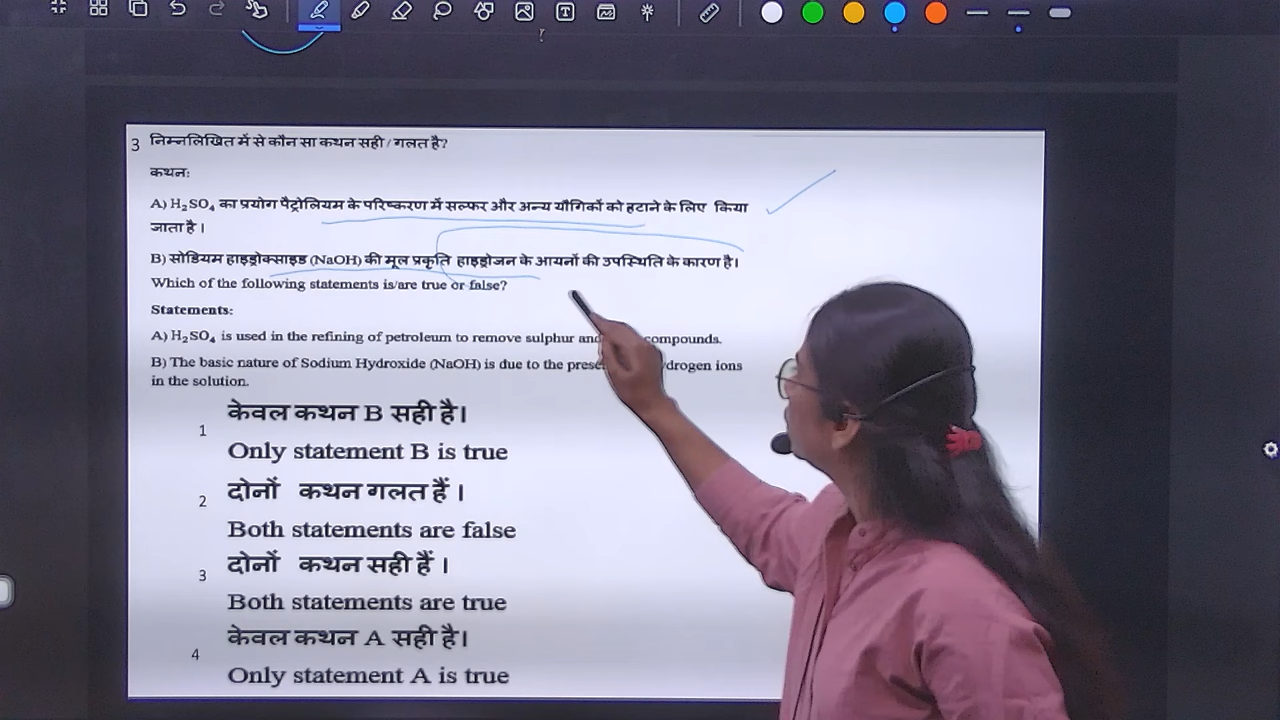 3 निम्नलिखित में से कौन सा कथन सही / गलत है?
कथन:
A) H₂SO₄ का प्रयोग पैट्रोलियम के परिष्करण में सल्फर और अन्य यौगिकों को हटाने के लिए किया
जाता है।
B) सोडियम हाइड्रोक्साइड (NaOH) की मूल प्रकृति हाइड्रोजन के आयनों की उपस्थिति के कारण है।
Which of the following statements is/are true or false?
Statements:
A) H₂SO₄ is used in the refining of petroleum to remove sulphur and compounds.
B) The basic nature of Sodium Hydroxide (NaOH) is due to the ions
in the solution.
केवल कथन B सही है।
1
Only statement B is true
दोनों कथन गलत हैं ।
2
Both statements are false
दोनों कथन सही हैं ।
3
Both statements are true
केवल कथन A सही है।
4
Only statement A is true